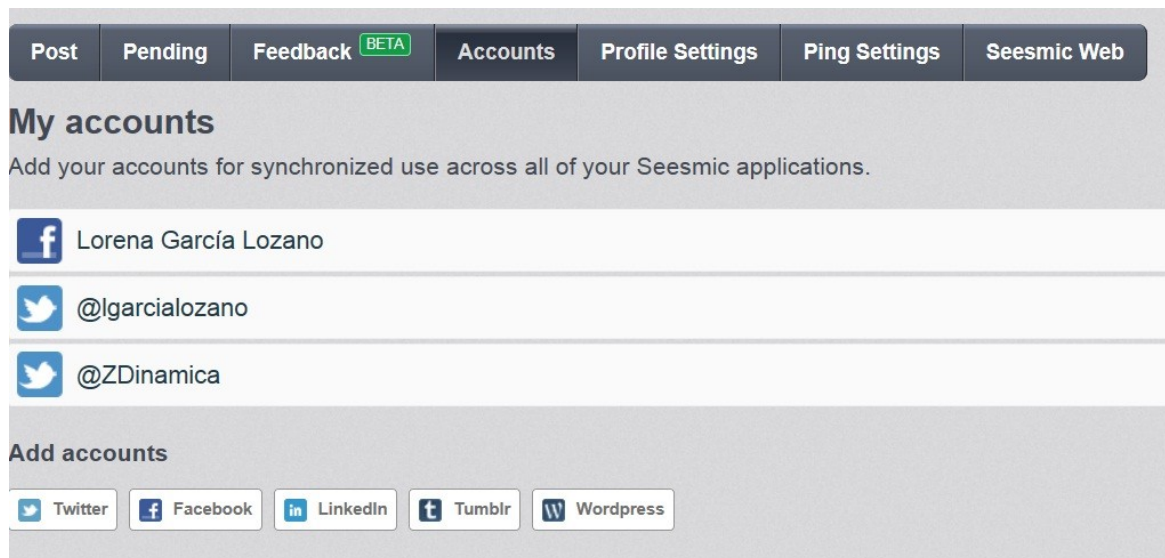 Post Pending Feedback BETA Accounts Profile Settings Ping Settings Seesmic Web
My accounts
Add your accounts for synchronized use across all of your Seesmic applications.
Lorena García Lozano
@lgarcialozano
@ZDinamica
Add accounts
Twitter Facebook LinkedIn Tumblr Wordpress